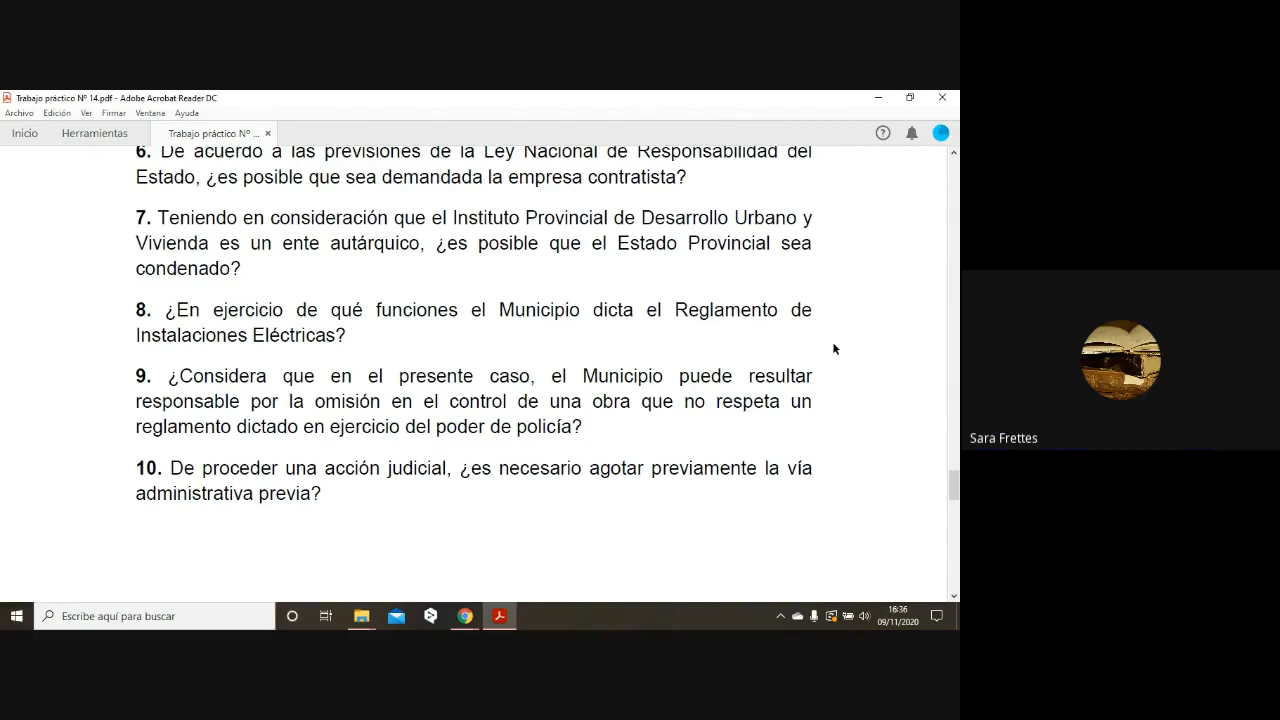 Trabajo práctico Nº 14.pdf - Adobe Acrobat Reader DC
Archivo Edición Ver Firmar Ventana Ayuda
Inicio Herramientas Trabajo práctico Nº ... ×
6. De acuerdo a las previsiones de la Ley Nacional de Responsabilidad del
Estado, ¿es posible que sea demandada la empresa contratista?
7. Teniendo en consideración que el Instituto Provincial de Desarrollo Urbano y
Vivienda es un ente autárquico, ¿es posible que el Estado Provincial sea
condenado?
8. ¿En ejercicio de qué funciones el Municipio dicta el Reglamento de
Instalaciones Eléctricas?
9. ¿Considera que en el presente caso, el Municipio puede resultar
responsable por la omisión en el control de una obra que no respeta un
reglamento dictado en ejercicio del poder de policía?
10. De proceder una acción judicial, ¿es necesario agotar previamente la vía
administrativa previa?
Sara Frettes
Escribe aquí para buscar
16:36
09/11/2020